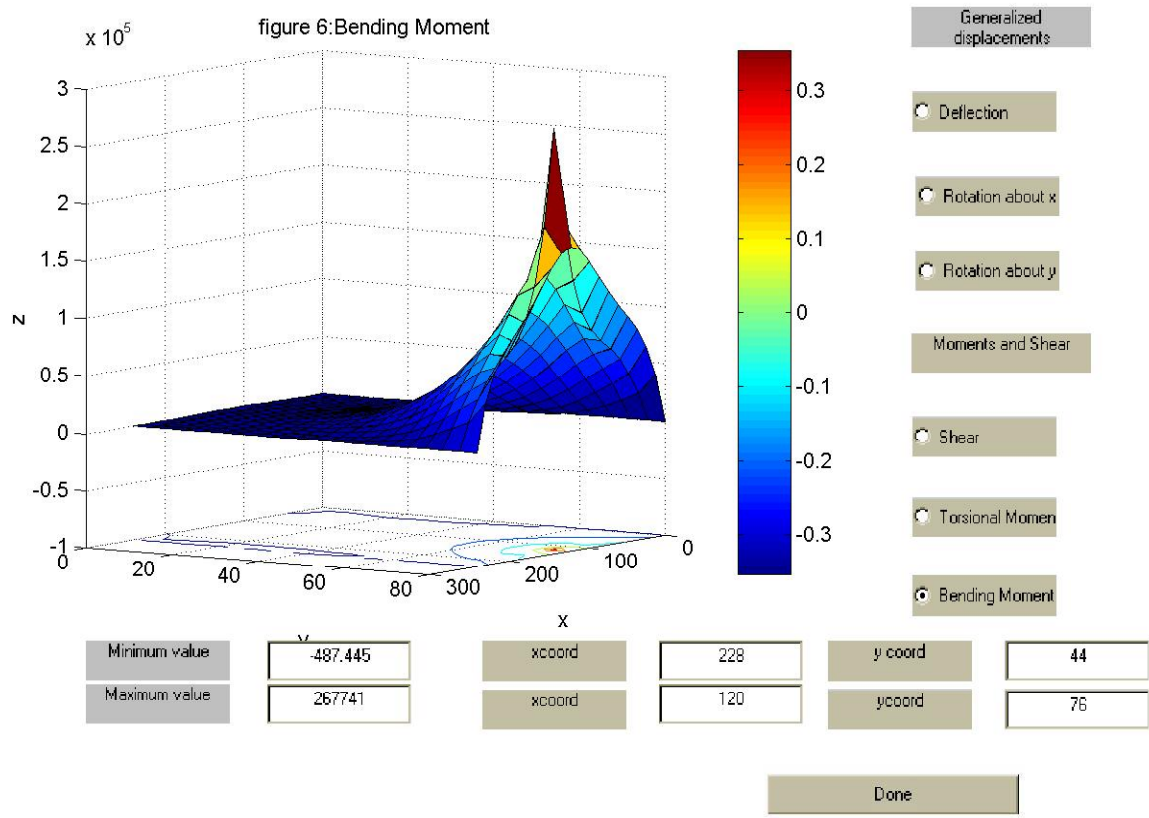 figure 6:Bending Moment
x 10⁵
3
2.5
2
1.5
1
0.5
0
-0.5
-1
z
0
20
40
60
80
300
200
100
0
x
0.3
0.2
0.1
0
-0.1
-0.2
-0.3
Generalized
displacements
Deflection
Rotation about x
Rotation about y
Moments and Shear
Shear
Torsional Momen
Bending Moment
Minimum value -487.445 xcoord 228 y coord 44
Maximum value 267741 xcoord 120 ycoord 76
Done